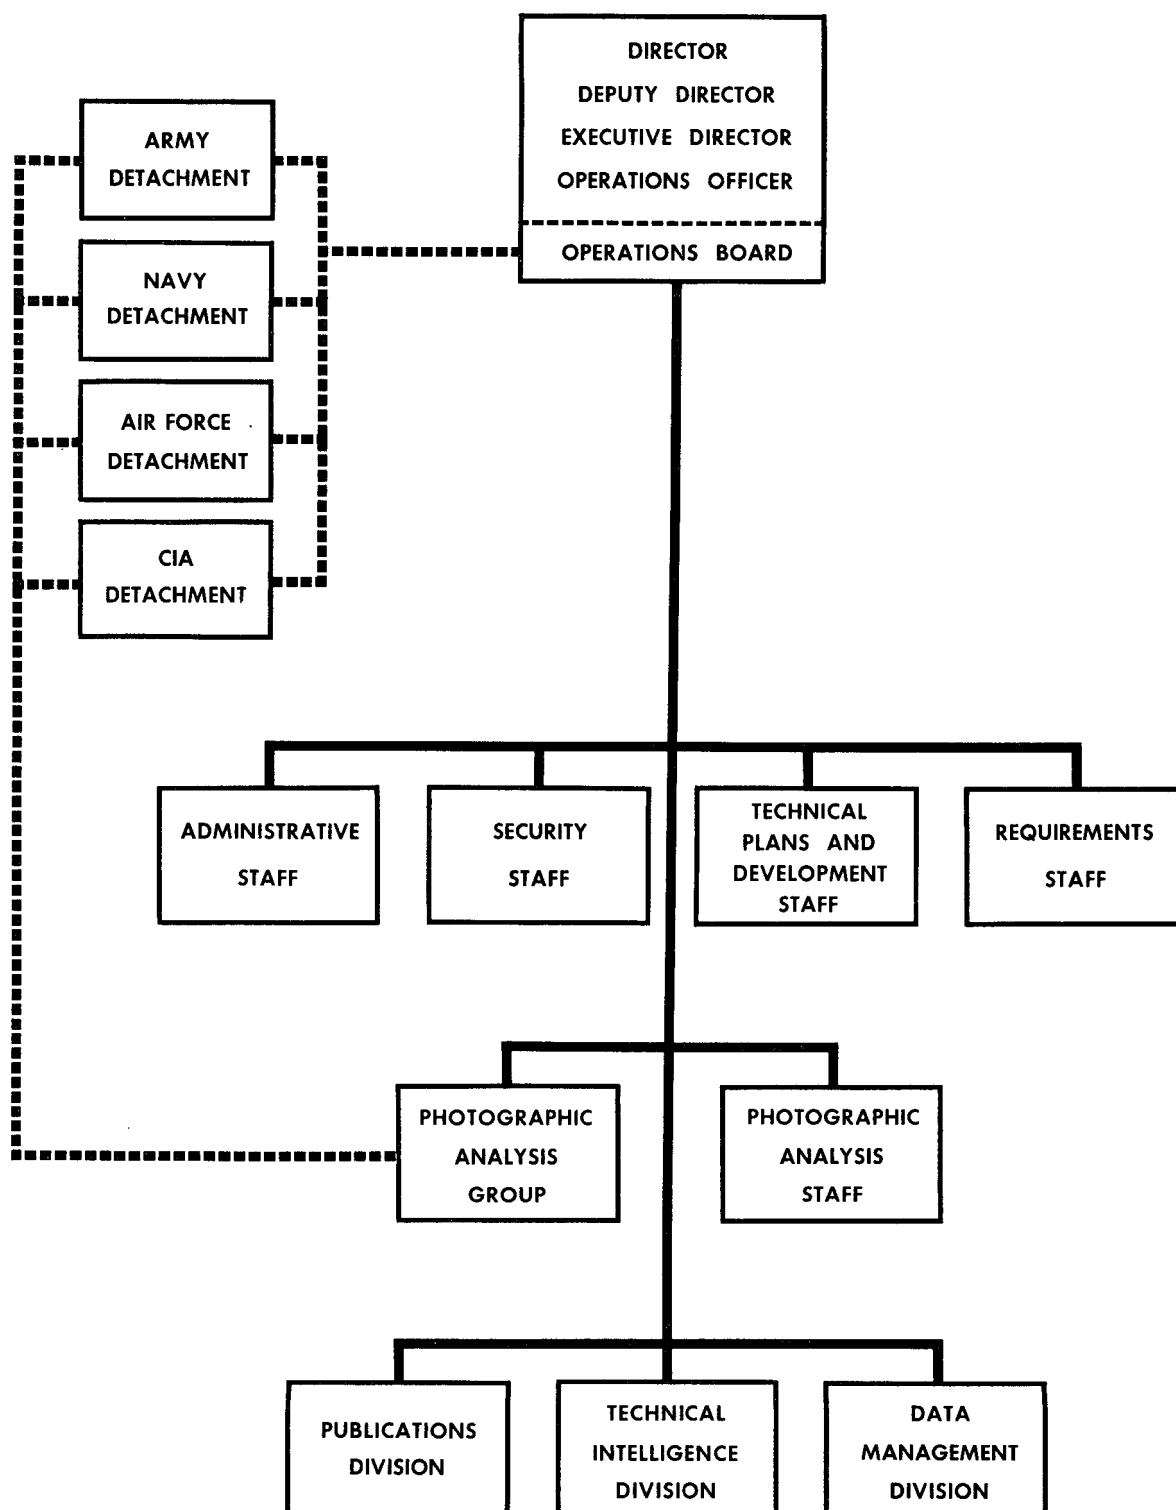 DIRECTOR
DEPUTY DIRECTOR
EXECUTIVE DIRECTOR
OPERATIONS OFFICER
OPERATIONS BOARD
ARMY
DETACHMENT
NAVY
DETACHMENT
AIR FORCE
DETACHMENT
CIA
DETACHMENT
ADMINISTRATIVE
STAFF
SECURITY
STAFF
TECHNICAL
PLANS AND
DEVELOPMENT
STAFF
REQUIREMENTS
STAFF
PHOTOGRAPHIC
ANALYSIS
GROUP
PHOTOGRAPHIC
ANALYSIS
STAFF
PUBLICATIONS
DIVISION
TECHNICAL
INTELLIGENCE
DIVISION
DATA
MANAGEMENT
DIVISION